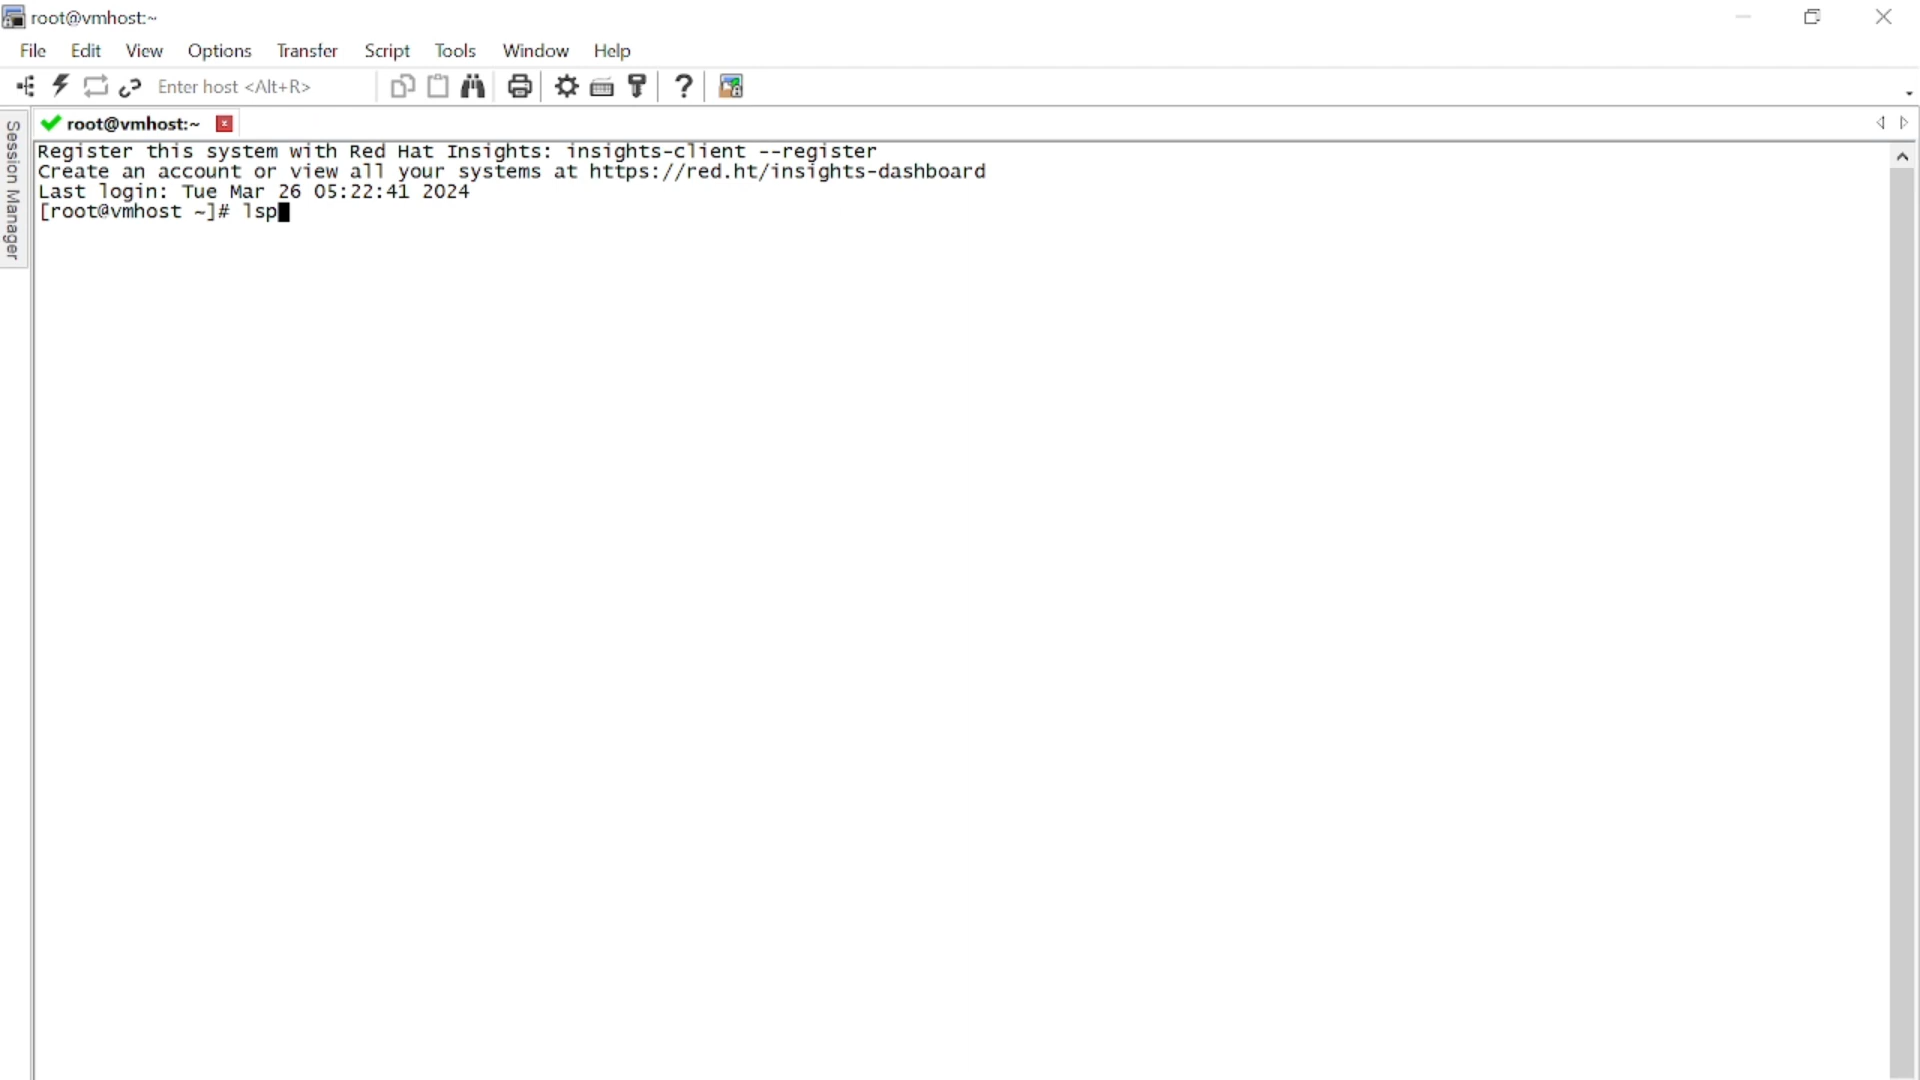 root@vmhost:~
File Edit View Options Transfer Script Tools Window Help
Enter host <Alt+R>
Session Manager
root@vmhost:~
Register this system with Red Hat Insights: insights-client --register
Create an account or view all your systems at https://red.ht/insights-dashboard
Last login: Tue Mar 26 05:22:41 2024
[root@vmhost ~]# lsp